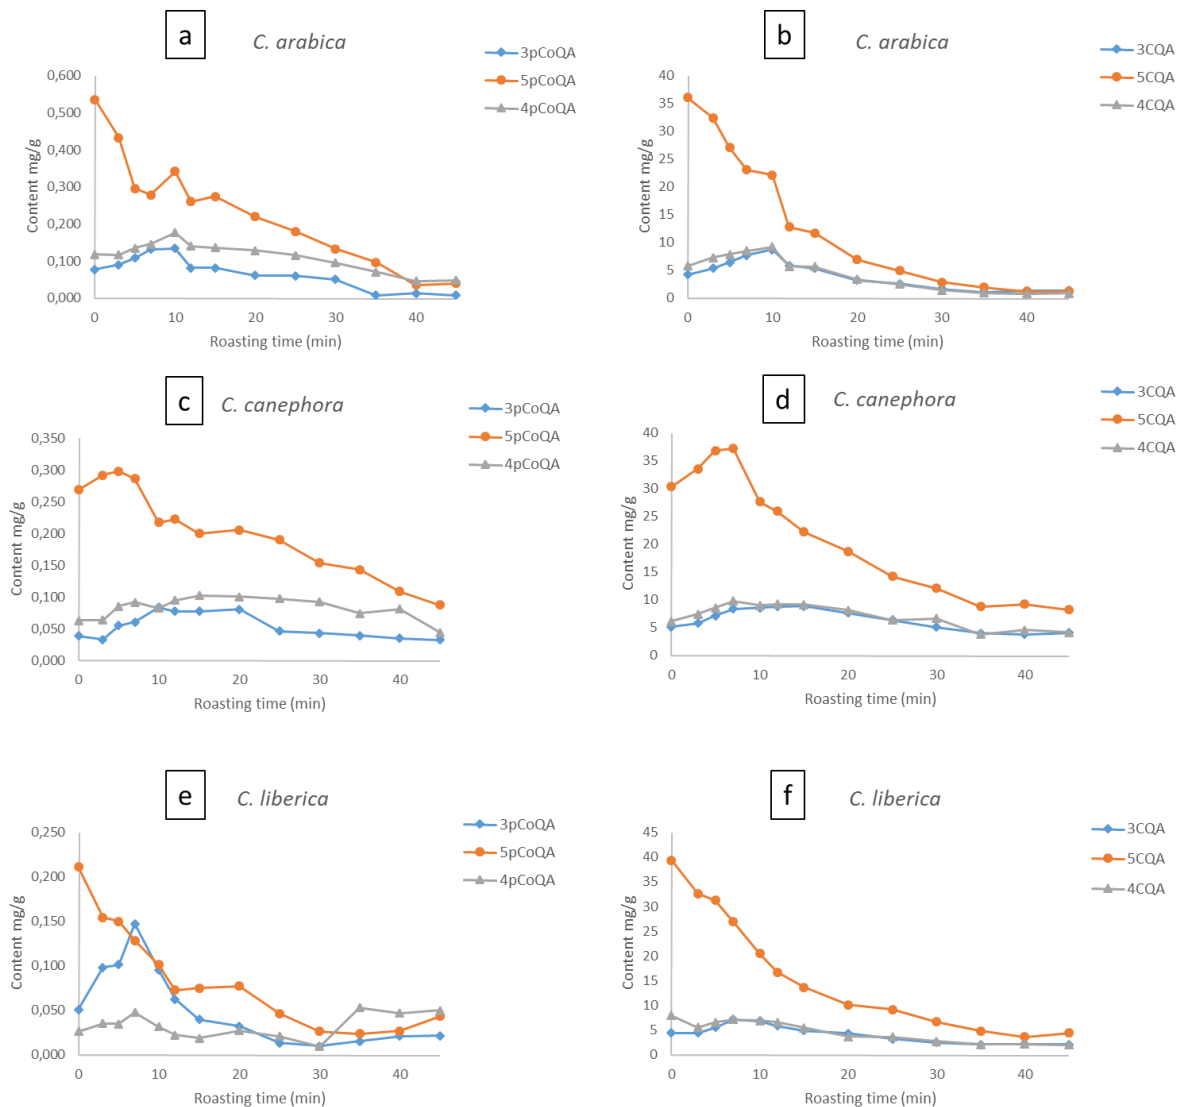 a
C. arabica
3pCoQA
5pCoQA
4pCoQA
0,600
0,500
0,400
0,300
0,200
0,100
0,000
Content mg/g
0 10 20 30 40
Roasting time (min)
b
C. arabica
3CQA
5CQA
4CQA
40
35
30
25
20
15
10
5
0
Content mg/g
0 10 20 30 40
Roasting time (min)
c
C. canephora
3pCoQA
5pCoQA
4pCoQA
0,350
0,300
0,250
0,200
0,150
0,100
0,050
0,000
Content mg/g
0 10 20 30 40
Roasting time (min)
d
C. canephora
3CQA
5CQA
4CQA
40
35
30
25
20
15
10
5
0
Content mg/g
0 10 20 30 40
Roasting time (min)
e
C. liberica
3pCoQA
5pCoQA
4pCoQA
0,250
0,200
0,150
0,100
0,050
0,000
Content mg/g
0 10 20 30 40
Roasting time (min)
f
C. liberica
3CQA
5CQA
4CQA
45
40
35
30
25
20
15
10
5
0
Content mg/g
0 10 20 30 40
Roasting time (min)